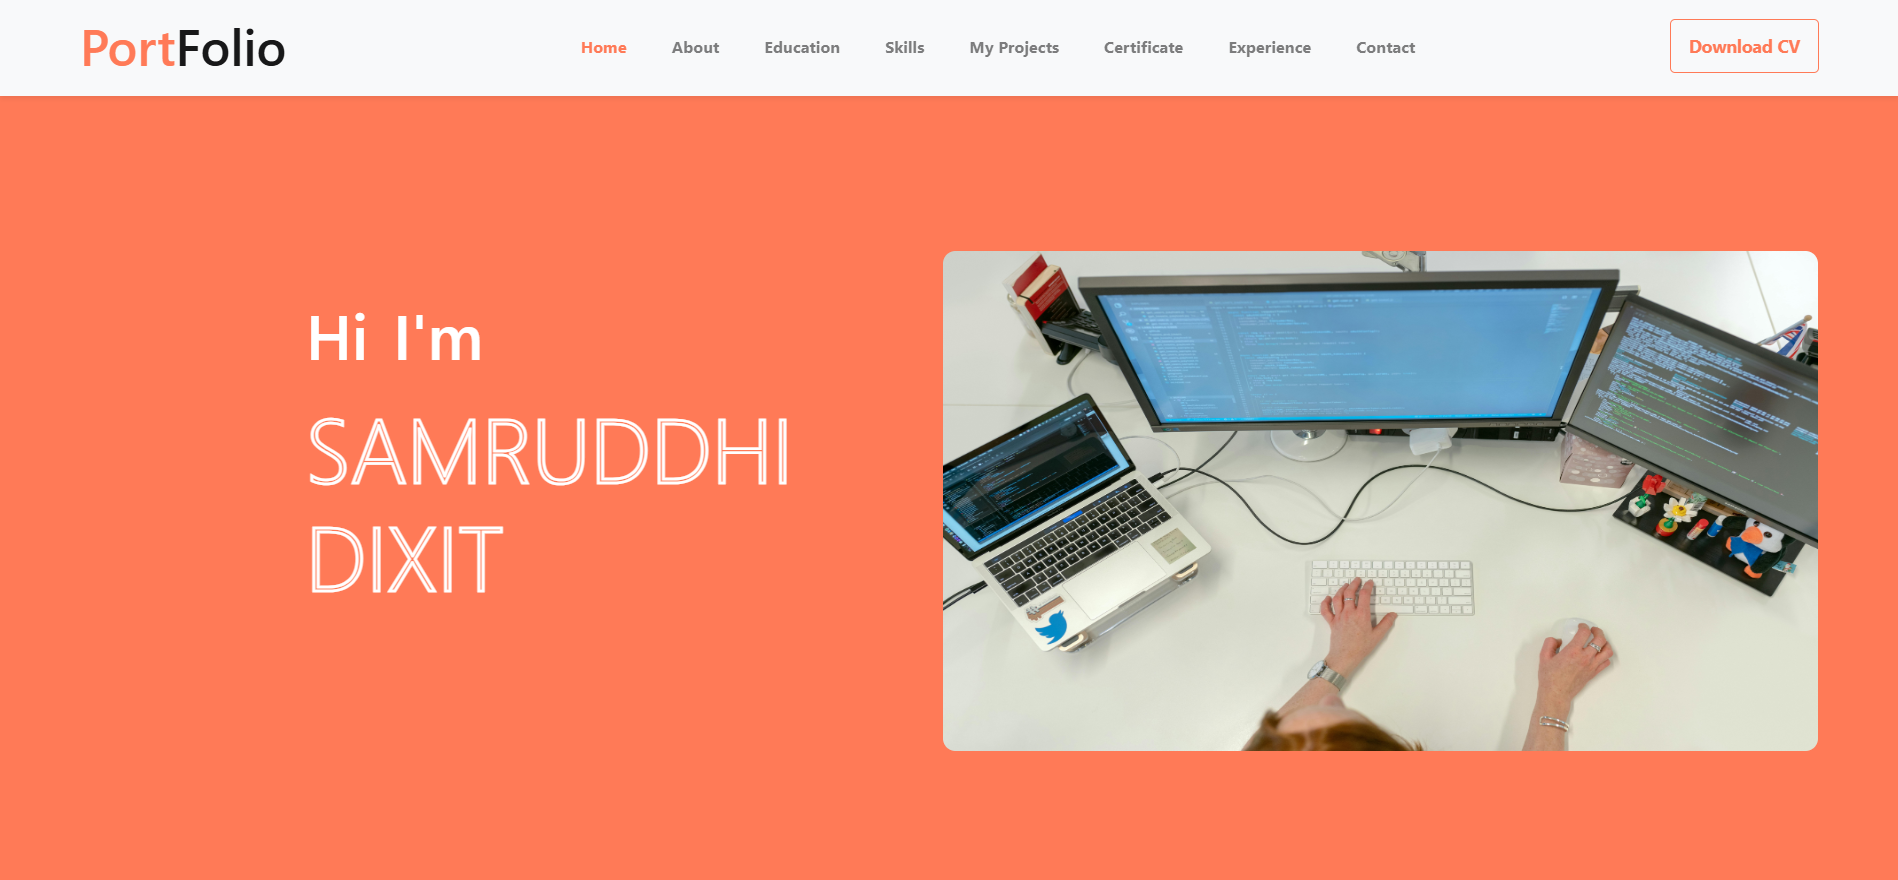 PortFolio
Home About Education Skills My Projects Certificate Experience Contact
Download CV
Hi I'm
SAMRUDDHI
DIXIT